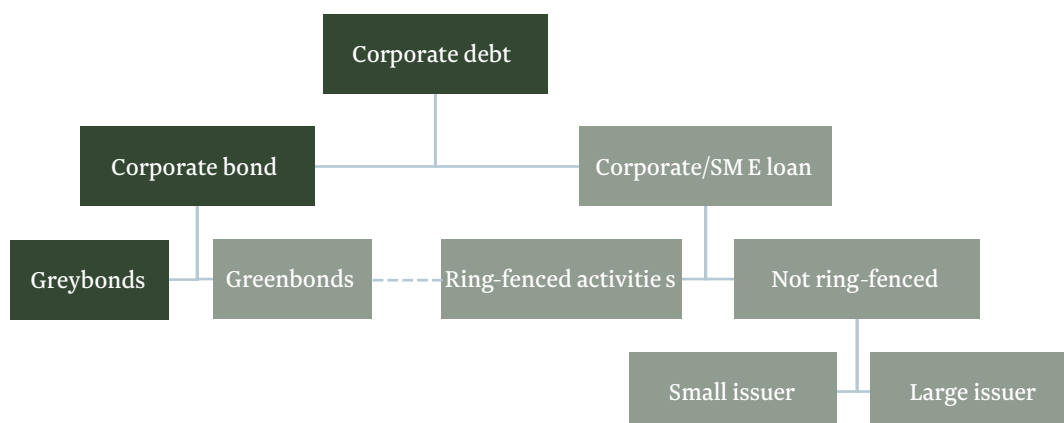 Corporate debt
Corporate bond
Corporate/SM E loan
Greybonds
Greenbonds
Ring-fenced activitie s
Not ring-fenced
Small issuer
Large issuer